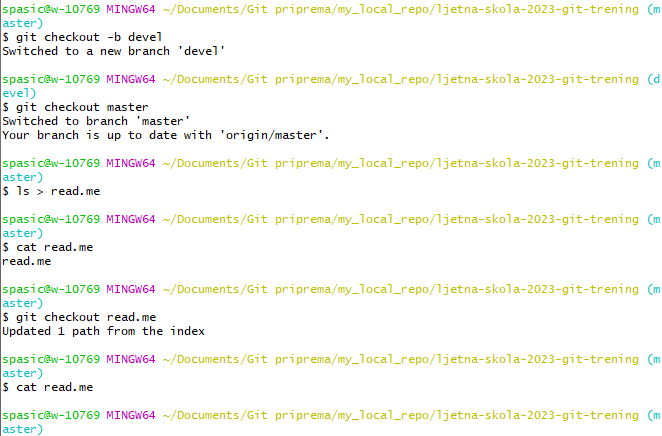 spasic@w-10769 MINGW64 ~/Documents/Git priprema/my_local_repo/ljetna-skola-2023-git-trening (m
aster)
$ git checkout -b devel
Switched to a new branch 'devel'
spasic@w-10769 MINGW64 ~/Documents/Git priprema/my_local_repo/ljetna-skola-2023-git-trening (d
evel)
$ git checkout master
Switched to branch 'master'
Your branch is up to date with 'origin/master'.
spasic@w-10769 MINGW64 ~/Documents/Git priprema/my_local_repo/ljetna-skola-2023-git-trening (m
aster)
$ ls > read.me
spasic@w-10769 MINGW64 ~/Documents/Git priprema/my_local_repo/ljetna-skola-2023-git-trening (m
aster)
$ cat read.me
read.me
spasic@w-10769 MINGW64 ~/Documents/Git priprema/my_local_repo/ljetna-skola-2023-git-trening (m
aster)
$ git checkout read.me
Updated 1 path from the index
spasic@w-10769 MINGW64 ~/Documents/Git priprema/my_local_repo/ljetna-skola-2023-git-trening (m
aster)
$ cat read.me
spasic@w-10769 MINGW64 ~/Documents/Git priprema/my_local_repo/ljetna-skola-2023-git-trening (m
aster)